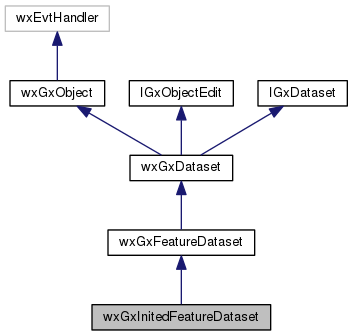 wxEvtHandler
wxGxObject
IGxObjectEdit
IGxDataset
wxGxDataset
wxGxFeatureDataset
wxGxInitedFeatureDataset